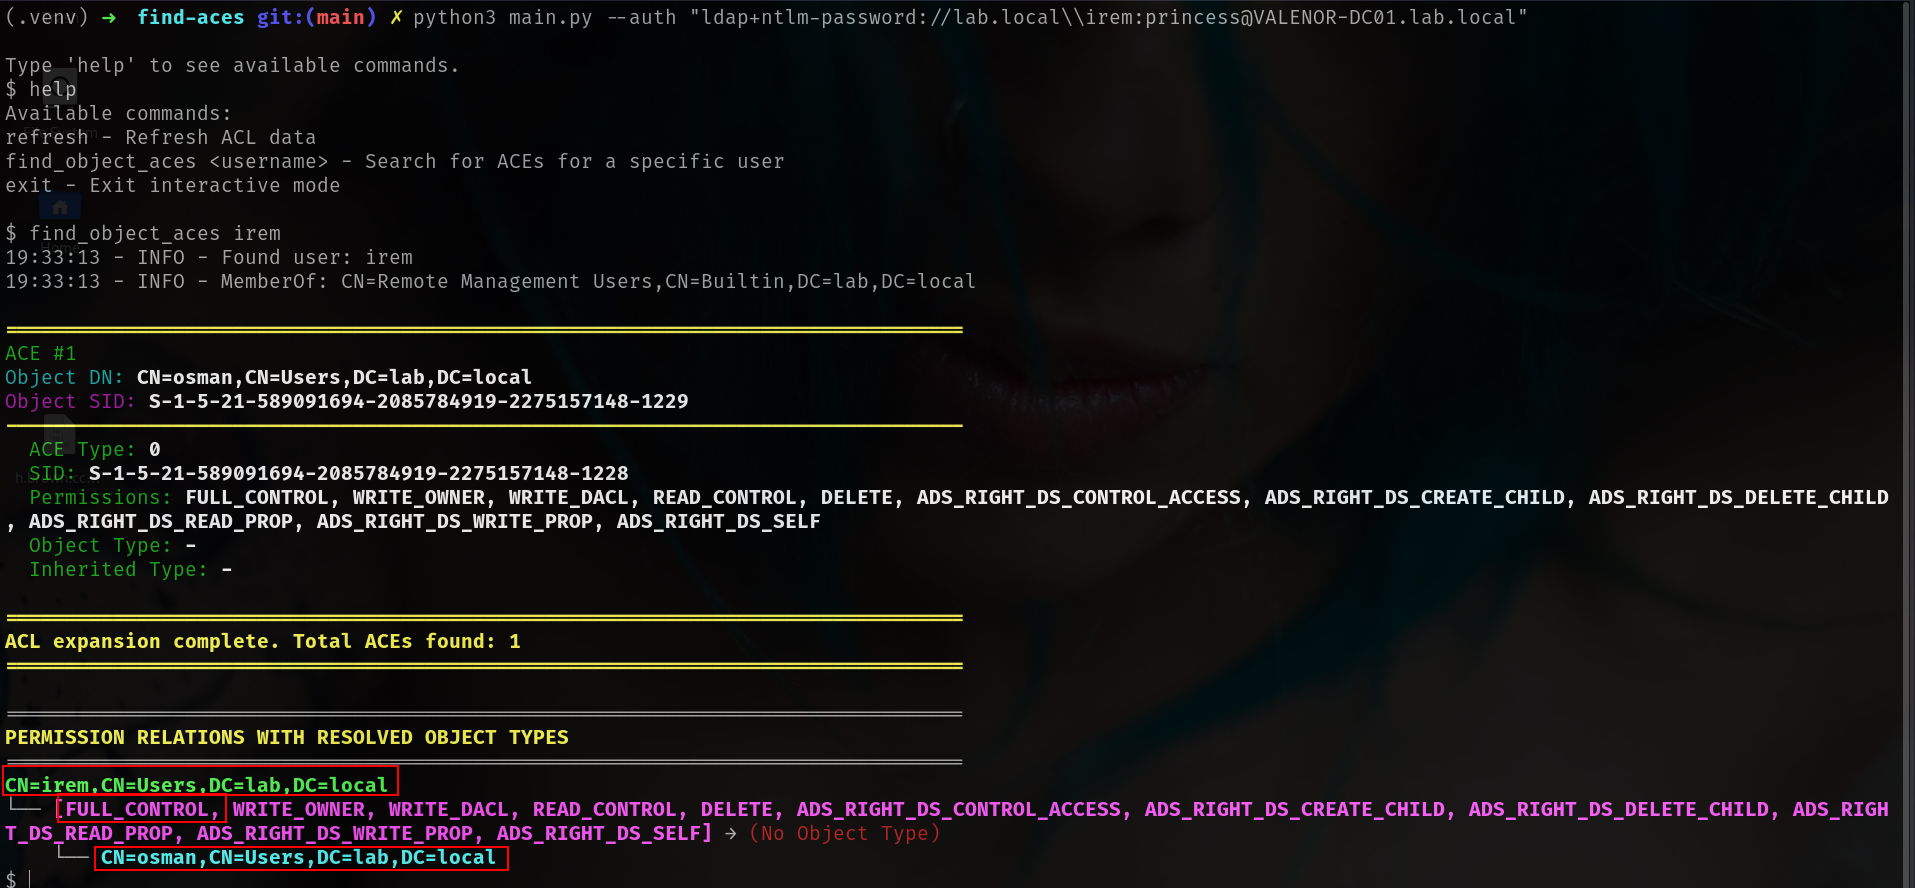 (.venv) → find-aces git:(main) ✗ python3 main.py --auth "ldap+ntlm-password://lab.local\\irem:princess@VALENOR-DC01.lab.local"
Type 'help' to see available commands.
$ help
Available commands:
refresh - Refresh ACL data
find_object_aces <username> - Search for ACEs for a specific user
exit - Exit interactive mode
Home
$ find_object_aces irem
19:33:13 - INFO - Found user: irem
19:33:13 - INFO - MemberOf: CN=Remote Management Users,CN=Builtin,DC=lab,DC=local
ACE #1
Object DN: CN=osman,CN=Users,DC=lab,DC=local
Object SID: S-1-5-21-589091694-2085784919-2275157148-1229
ACE Type: 0
SID: S-1-5-21-589091694-2085784919-2275157148-1228
Permissions: FULL_CONTROL, WRITE_OWNER, WRITE_DACL, READ_CONTROL, DELETE, ADS_RIGHT_DS_CONTROL_ACCESS, ADS_RIGHT_DS_CREATE_CHILD, ADS_RIGHT_DS_DELETE_CHILD
, ADS_RIGHT_DS_READ_PROP, ADS_RIGHT_DS_WRITE_PROP, ADS_RIGHT_DS_SELF
Object Type: -
Inherited Type: -
ACL expansion complete. Total ACEs found: 1
PERMISSION RELATIONS WITH RESOLVED OBJECT TYPES
CN=irem,CN=Users,DC=lab,DC=local
└── [FULL_CONTROL, WRITE_OWNER, WRITE_DACL, READ_CONTROL, DELETE, ADS_RIGHT_DS_CONTROL_ACCESS, ADS_RIGHT_DS_CREATE_CHILD, ADS_RIGHT_DS_DELETE_CHILD, ADS_RIGH
T_DS_READ_PROP, ADS_RIGHT_DS_WRITE_PROP, ADS_RIGHT_DS_SELF] → (No Object Type)
└── CN=osman,CN=Users,DC=lab,DC=local
$